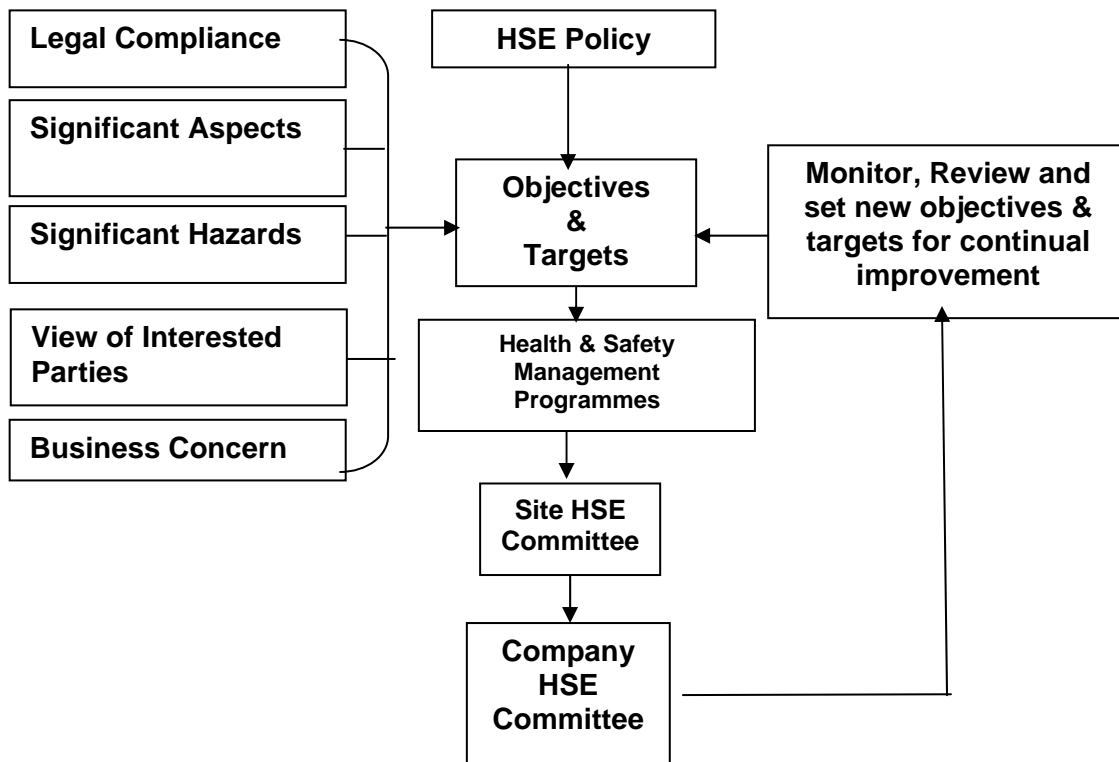 Legal Compliance
HSE Policy
Significant Aspects
Significant Hazards
View of Interested
Parties
Business Concern
Objectives
&
Targets
Monitor, Review and
set new objectives &
targets for continual
improvement
Health & Safety
Management
Programmes
Site HSE
Committee
Company
HSE
Committee